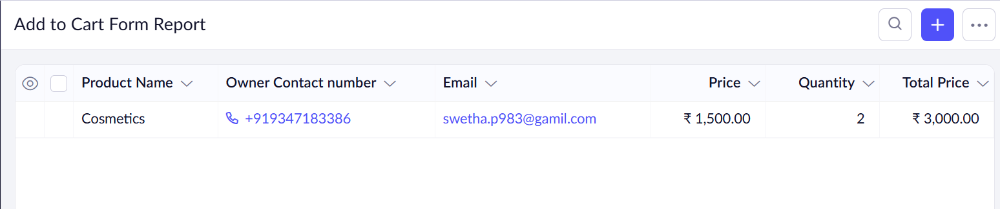 Add to Cart Form Report
Product Name Owner Contact number Email Price Quantity Total Price
Cosmetics +919347183386 swetha.p983@gamil.com ₹ 1,500.00 2 ₹ 3,000.00